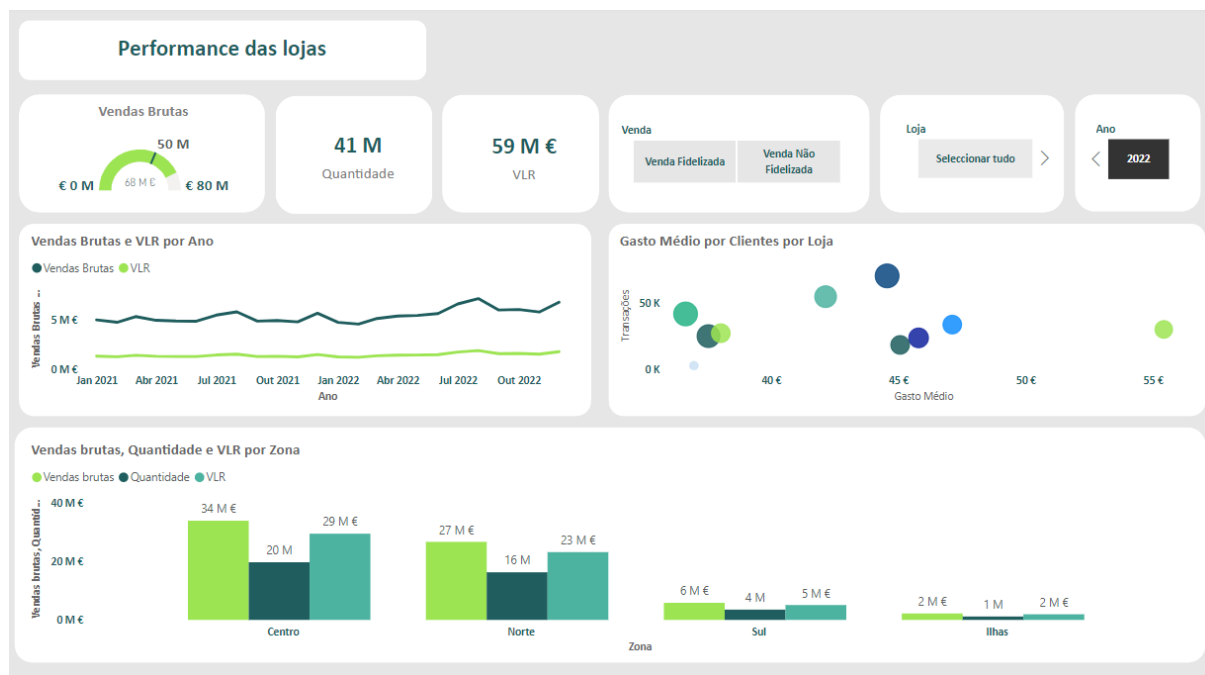 Performance das lojas
Vendas Brutas
50 M
€ 0 M
68 M €
€ 80 M
41 M
Quantidade
59 M €
VLR
Venda
Venda Fidelizada
Venda Não
Fidelizada
Loja
Seleccionar tudo
Ano
2022
Vendas Brutas e VLR por Ano
Vendas Brutas VLR
Vendas Brutas ...
5 M €
0 M €
Jan 2021 Abr 2021 Jul 2021 Out 2021 Jan 2022 Abr 2022 Jul 2022 Out 2022
Ano
Gasto Médio por Clientes por Loja
Transações
50 K
0 K
40 € 45 € 50 € 55 €
Gasto Médio
Vendas brutas, Quantidade e VLR por Zona
Vendas brutas Quantidade VLR
Vendas brutas, Quantid...
40 M €
20 M €
0 M €
34 M €
20 M
29 M €
27 M €
16 M
23 M €
6 M €
4 M
5 M €
2 M €
1 M
2 M €
Centro Norte Sul Ilhas
Zona